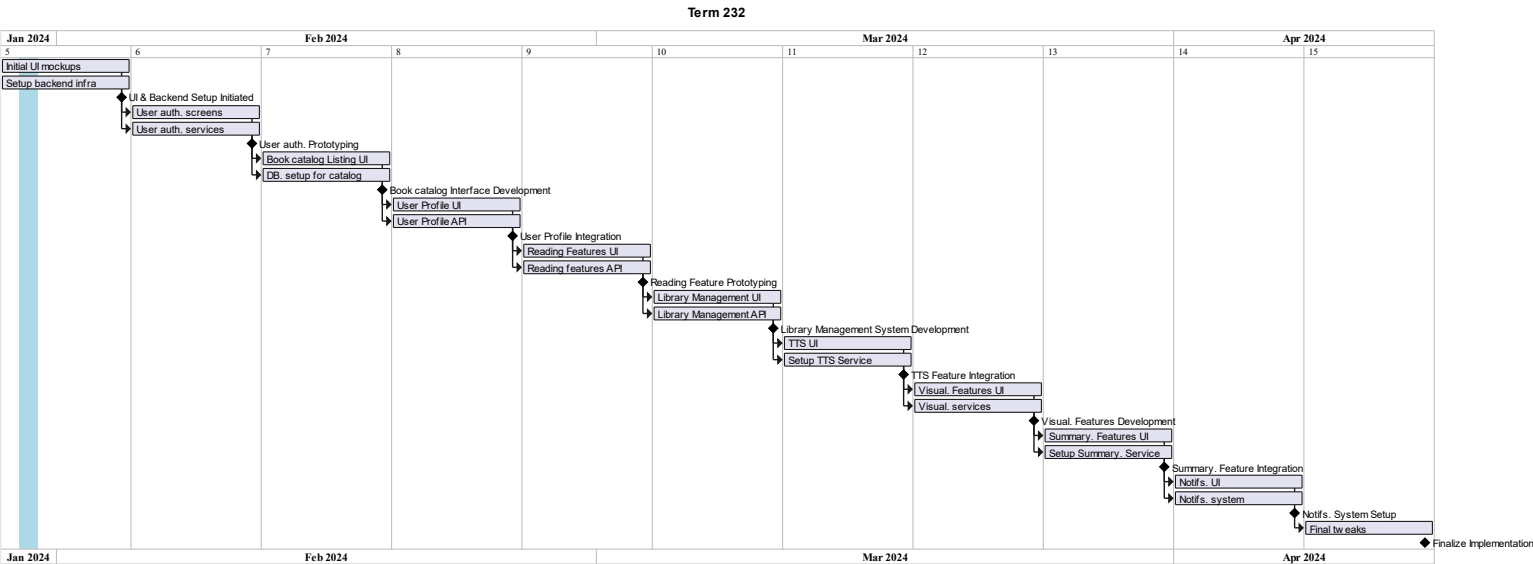 Term 232
Jan 2024 Feb 2024 Mar 2024 Apr 2024
5 6 7 8 9 10 11 12 13 14 15
Initial UI mockups
Setup backend infra
UI & Backend Setup Initiated
User auth. screens
User auth. services
User auth. Prototyping
Book catalog Listing UI
DB. setup for catalog
Book catalog Interface Development
User Profile UI
User Profile API
User Profile Integration
Reading Features UI
Reading features API
Reading Feature Prototyping
Library Management UI
Library Management API
Library Management System Development
TTS UI
Setup TTS Service
TTS Feature Integration
Visual. Features UI
Visual. services
Visual. Features Development
Summary. Features UI
Setup Summary. Service
Summary. Feature Integration
Notifs. UI
Notifs. system
Notifs. System Setup
Final tweaks
Finalize Implementation
Jan 2024 Feb 2024 Mar 2024 Apr 2024